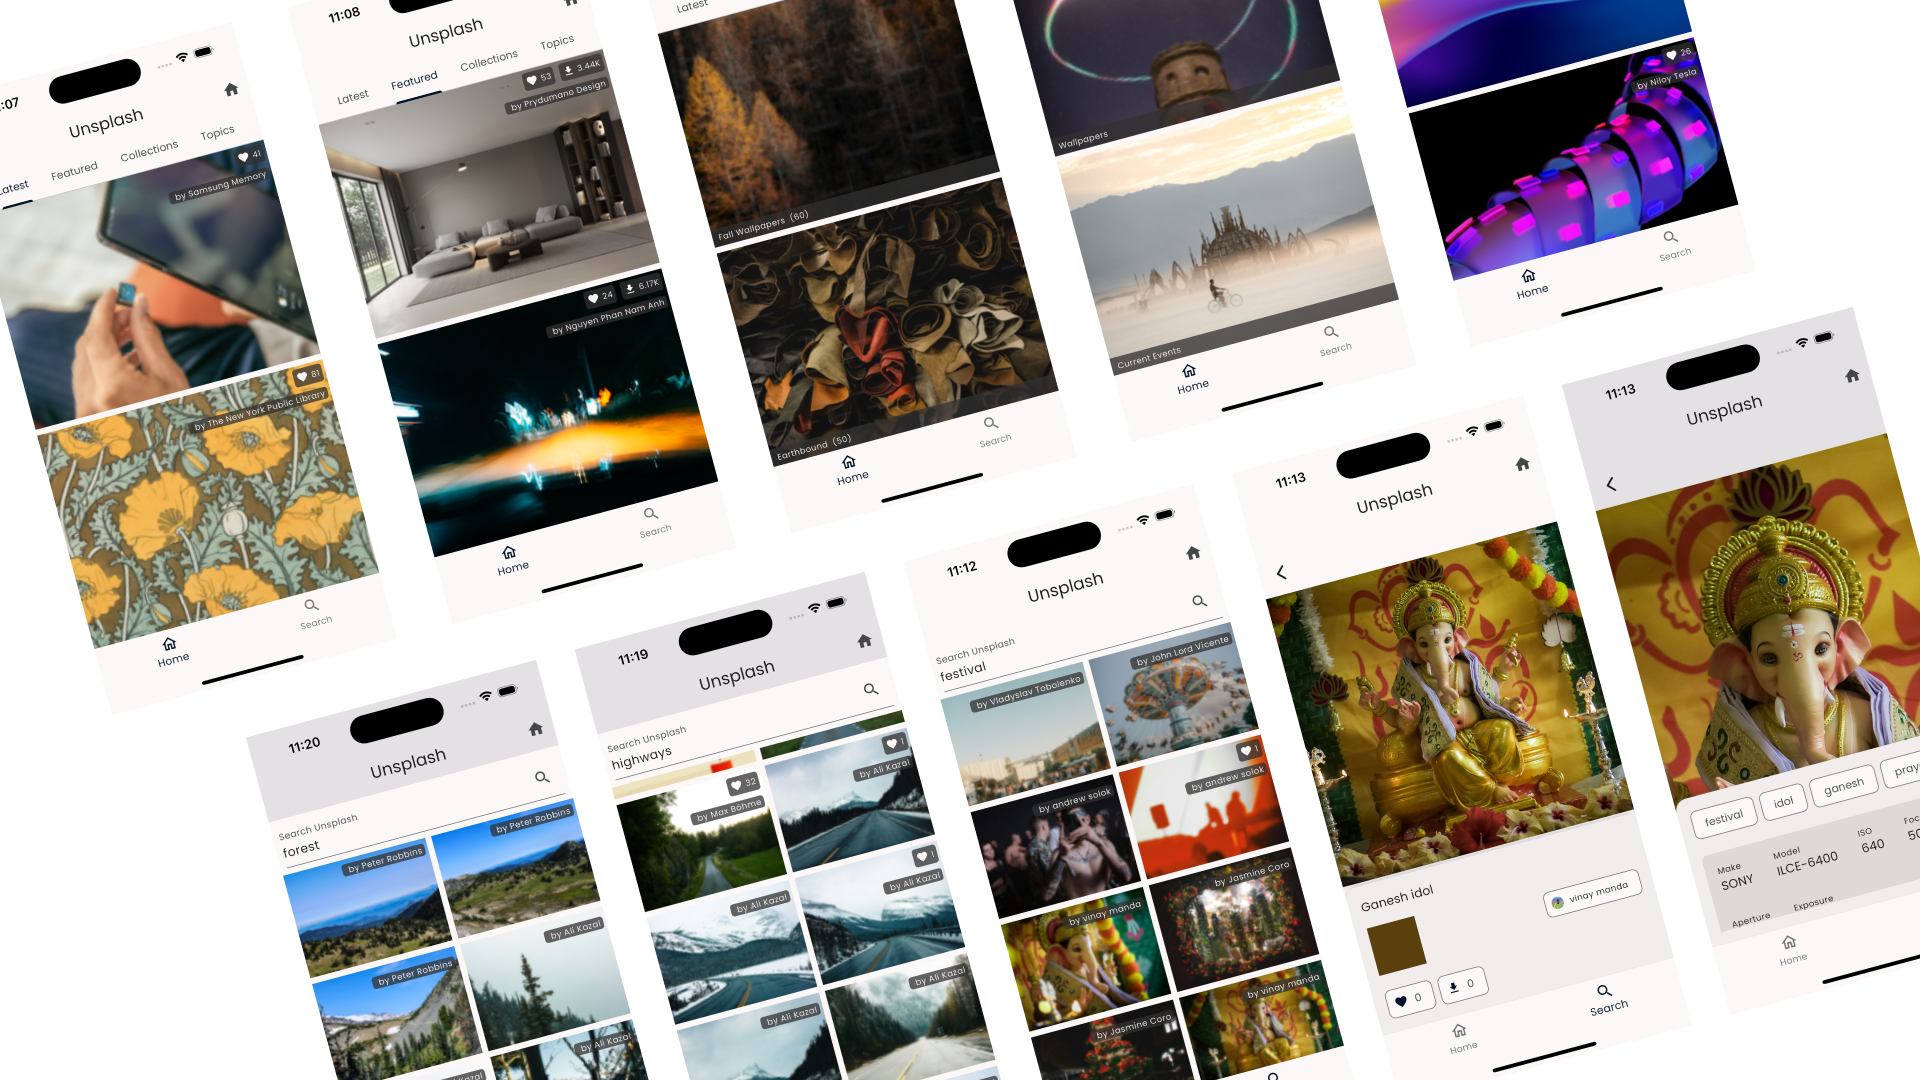 :07
Unsplash
Latest
Featured
Collections
Topics
41
by Samsung Memory
81
by The New York Public Library
Home
Search
11:08
Unsplash
Latest
Featured
Collections
Topics
53
3.44K
by Prydumano Design
24
6.17K
by Nguyen Phan Nam Anh
Home
Search
Latest
Fall Wallpapers (60)
Earthbound (50)
Home
Search
Wallpapers
Current Events
Home
Search
26
by Niloy Tesla
Home
Search
11:20
Unsplash
Search Unsplash
forest
by Peter Robbins
by Peter Robbins
by Peter Robbins
by Ali Kazal
by Ali Kazal
Kazal
11:19
Unsplash
Search Unsplash
highways
32
by Max Böhme
1
by Ali Kazal
by Ali Kazal
1
by Ali Kazal
by Ali Kazal
by Ali Kazal
11:12
Unsplash
Search Unsplash
festival
by Vladyslav Tobolenko
by John Lord Vicente
by andrew solok
1
by andrew solok
by vinay manda
by Jasmine Coro
by Jasmine Coro
by vinay manda
11:13
Unsplash
Ganesh idol
vinay manda
0
0
Home
Search
11:13
Unsplash
festival
idol
ganesh
pray
Make
SONY
Model
ILCE-6400
ISO
640
Foc
50
Aperture
Exposure
Home